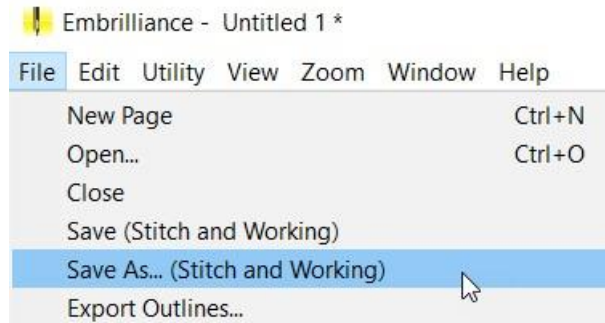 Embrilliance - Untitled 1 *
File Edit Utility View Zoom Window Help
New Page Ctrl+N
Open... Ctrl+O
Close
Save (Stitch and Working)
Save As... (Stitch and Working)
Export Outlines...